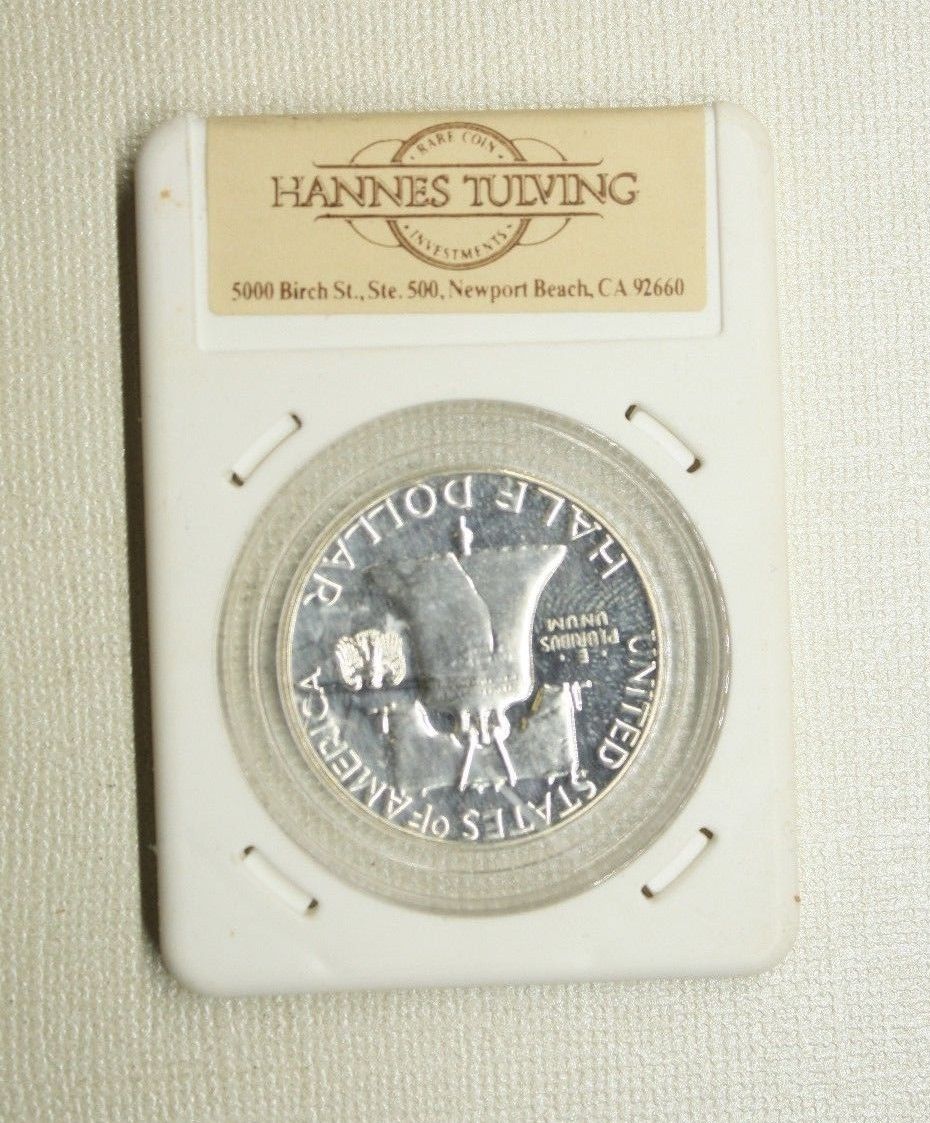 · RARE COIN ·
HANNES TULVING
· INVESTMENTS ·
5000 Birch St., Ste. 500, Newport Beach, CA 92660
UNITED STATES OF AMERICA
E
PLURIBUS
UNUM
HALF DOLLAR